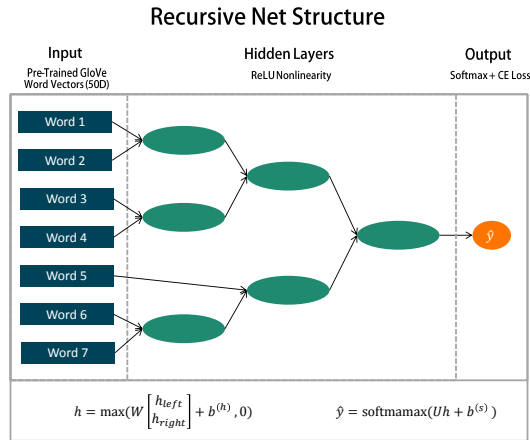 Recursive Net Structure
Input
Pre-Trained GloVe
Word Vectors (50D)
Hidden Layers
ReLU Nonlinearity
Output
Softmax + CE Loss
Word 1
Word 2
Word 3
Word 4
Word 5
Word 6
Word 7
ŷ
h = max(W [h_left h_right] + b^(h), 0)
ŷ = softmamax(Uh + b^(s))